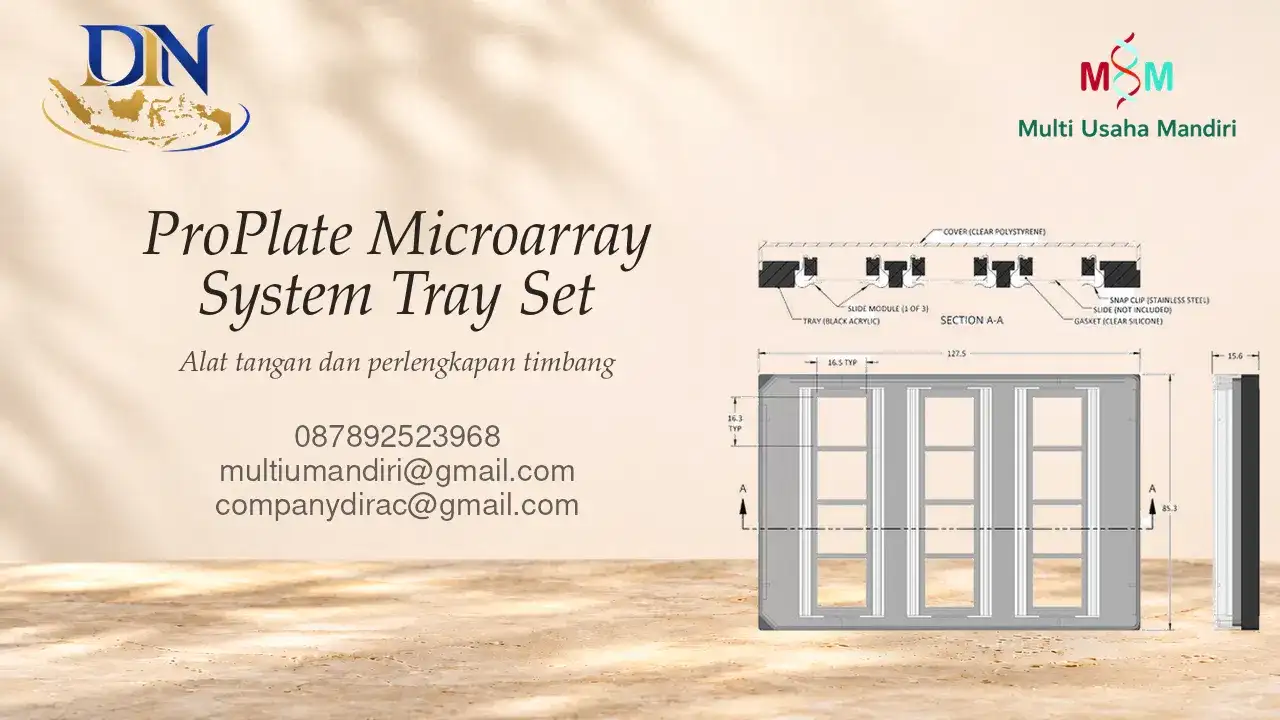 DIN
MSM
Multi Usaha Mandiri
ProPlate Microarray
System Tray Set
Alat tangan dan perlengkapan timbang
087892523968
multiumandiri@gmail.com
companydirac@gmail.com
COVER (CLEAR POLYSTYRENE)
SNAP CLIP (STAINLESS STEEL)
SLIDE MODULE (1 OF 3)
SLIDE (NOT INCLUDED)
TRAY (BLACK ACRYLIC)
SECTION A-A
GASKET (CLEAR SILICONE)
127.5
15.6
16.5 TYP
16.3
TYP
A
A
85.3